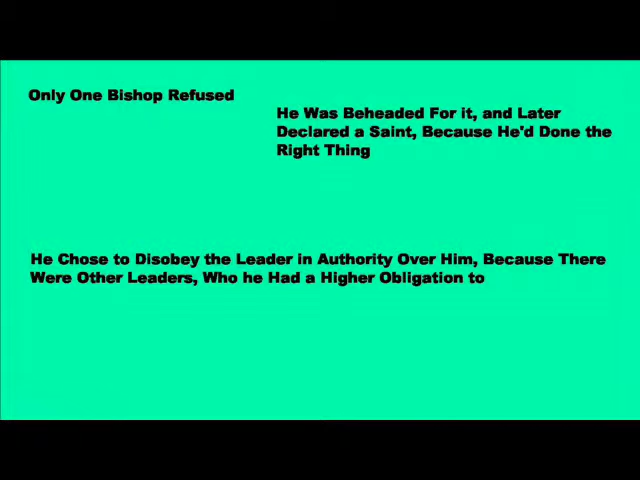 Only One Bishop Refused
He Was Beheaded For it, and Later
Declared a Saint, Because He'd Done the
Right Thing
He Chose to Disobey the Leader in Authority Over Him, Because There
Were Other Leaders, Who he Had a Higher Obligation to